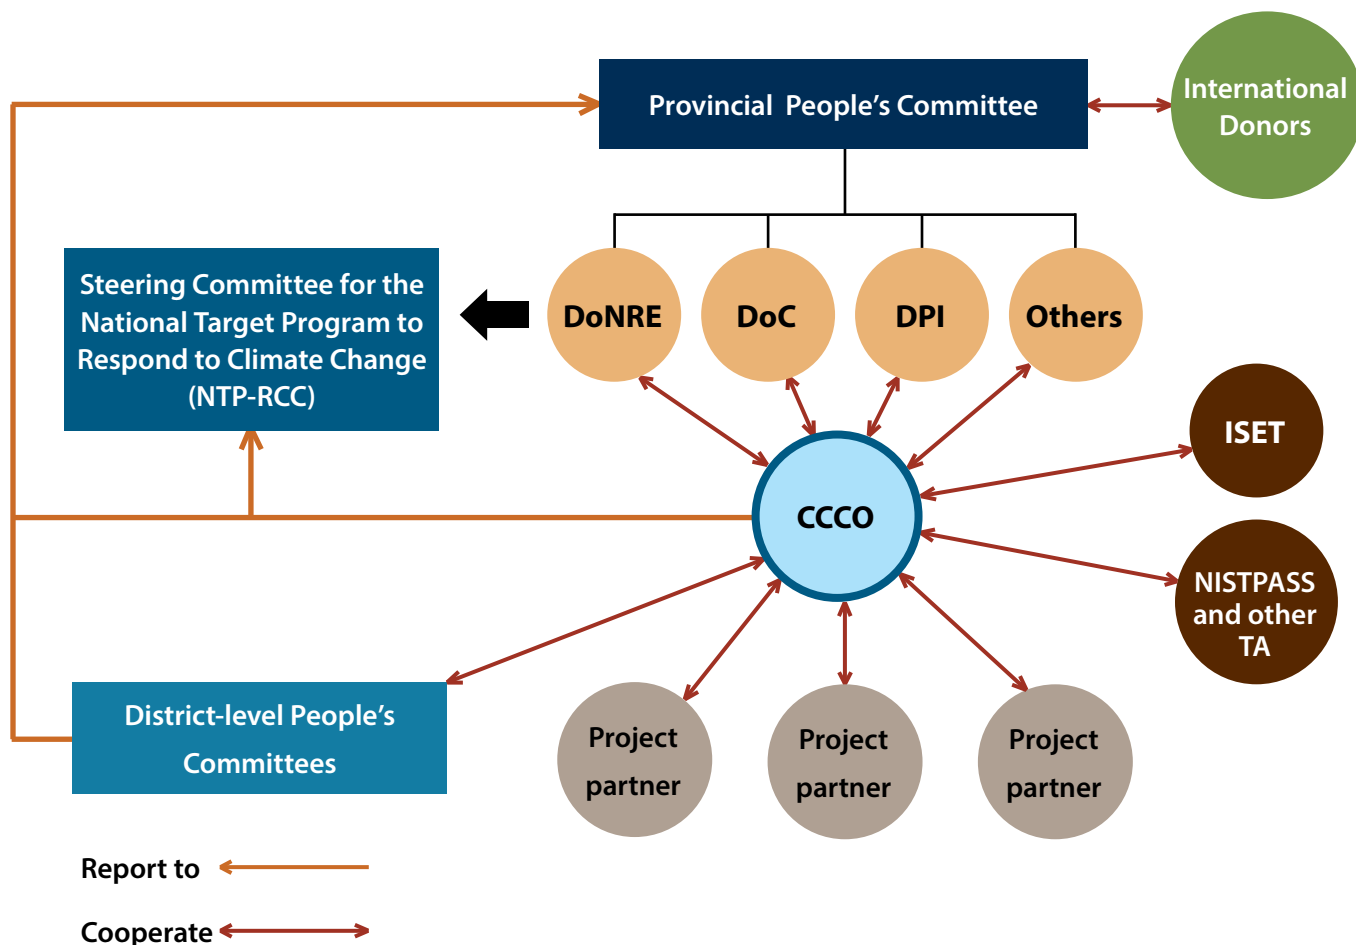 Provincial People’s Committee
International
Donors
Steering Committee for the
National Target Program to
Respond to Climate Change
(NTP-RCC)
DoNRE
DoC
DPI
Others
ISET
CCCO
NISTPASS
and other
TA
District-level People’s
Committees
Project
partner
Project
partner
Project
partner
Report to
Cooperate